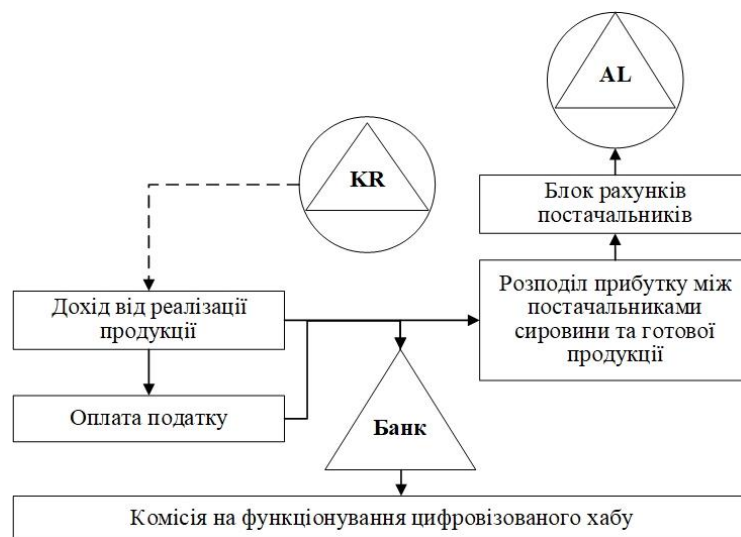 AL
KR
Блок рахунків
постачальників
Дохід від реалізації
продукції
Розподіл прибутку між
постачальниками
сировини та готової
продукції
Оплата податку
Банк
Комісія на функціонування цифровізованого хабу